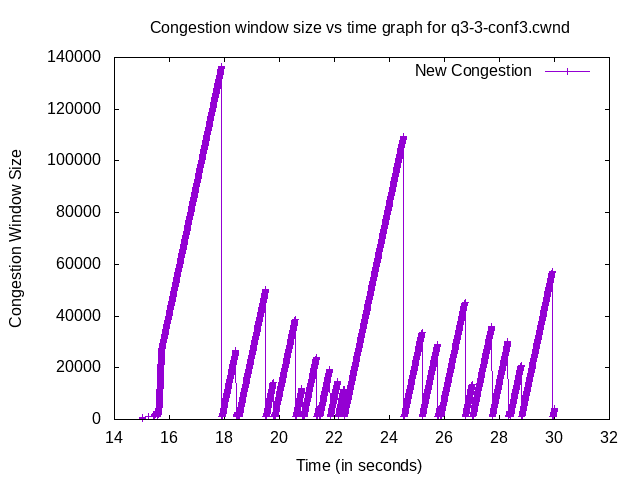 Congestion window size vs time graph for q3-3-conf3.cwnd
New Congestion
140000
120000
100000
80000
60000
40000
20000
0
Congestion Window Size
14 16 18 20 22 24 26 28 30 32
Time (in seconds)